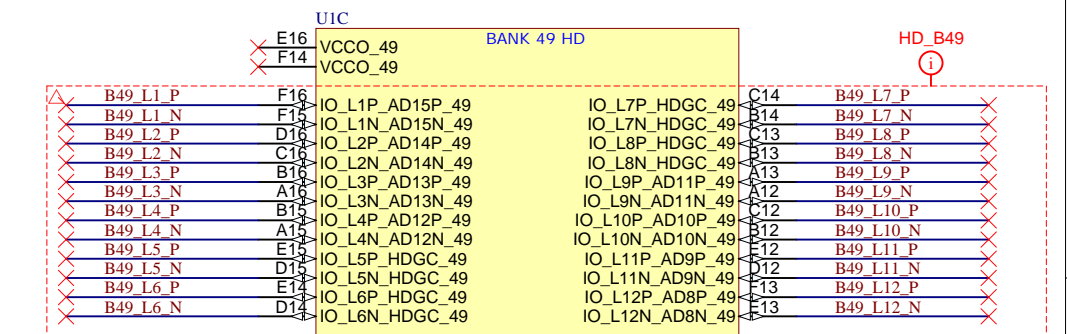 U1C
BANK 49 HD
HD_B49
i
E16 VCCO_49
F14 VCCO_49
B49_L1_P F16 IO_L1P_AD15P_49 IO_L7P_HDGC_49 C14 B49_L7_P
B49_L1_N F15 IO_L1N_AD15N_49 IO_L7N_HDGC_49 B14 B49_L7_N
B49_L2_P D16 IO_L2P_AD14P_49 IO_L8P_HDGC_49 C13 B49_L8_P
B49_L2_N C16 IO_L2N_AD14N_49 IO_L8N_HDGC_49 B13 B49_L8_N
B49_L3_P B16 IO_L3P_AD13P_49 IO_L9P_AD11P_49 A13 B49_L9_P
B49_L3_N A16 IO_L3N_AD13N_49 IO_L9N_AD11N_49 A12 B49_L9_N
B49_L4_P B15 IO_L4P_AD12P_49 IO_L10P_AD10P_49 C12 B49_L10_P
B49_L4_N A15 IO_L4N_AD12N_49 IO_L10N_AD10N_49 B12 B49_L10_N
B49_L5_P E15 IO_L5P_HDGC_49 IO_L11P_AD9P_49 E12 B49_L11_P
B49_L5_N D15 IO_L5N_HDGC_49 IO_L11N_AD9N_49 D12 B49_L11_N
B49_L6_P E14 IO_L6P_HDGC_49 IO_L12P_AD8P_49 F13 B49_L12_P
B49_L6_N D14 IO_L6N_HDGC_49 IO_L12N_AD8N_49 E13 B49_L12_N